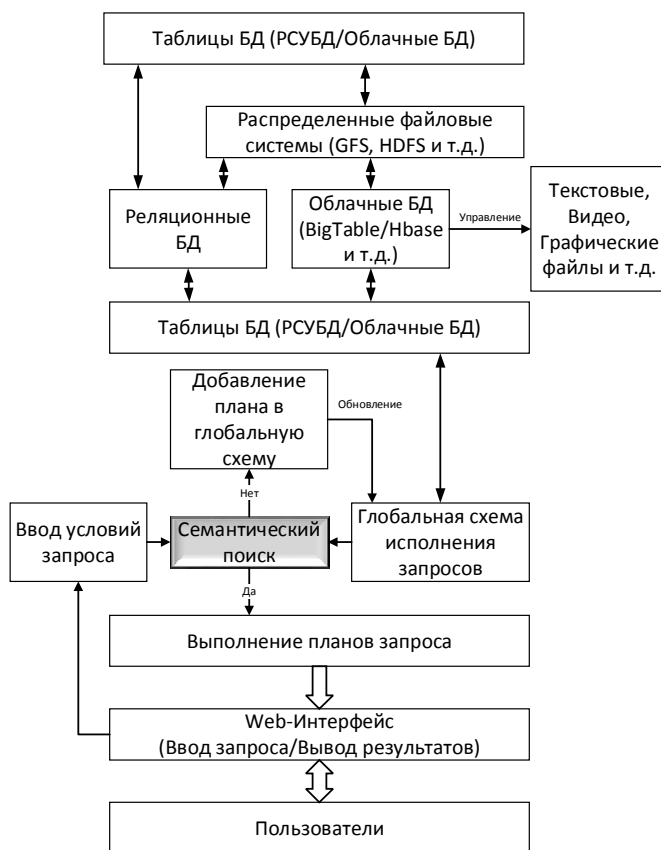 Таблицы БД (РСУБД/Облачные БД)
Распределенные файловые
системы (GFS, HDFS и т.д.)
Реляционные
БД
Облачные БД
(BigTable/Hbase
и т.д.)
Управление
Текстовые,
Видео,
Графические
файлы и т.д.
Таблицы БД (РСУБД/Облачные БД)
Добавление
плана в
глобальную
схему
Обновление
Нет
Ввод условий
запроса
Семантический
поиск
Глобальная схема
исполнения
запросов
Да
Выполнение планов запроса
Web-Интерфейс
(Ввод запроса/Вывод результатов)
Пользователи